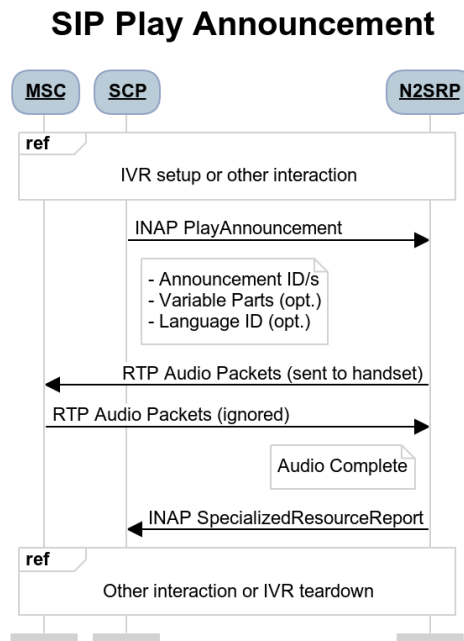 SIP Play Announcement
MSC
SCP
N2SRP
ref
IVR setup or other interaction
INAP PlayAnnouncement
- Announcement ID/s
- Variable Parts (opt.)
- Language ID (opt.)
RTP Audio Packets (sent to handset)
RTP Audio Packets (ignored)
Audio Complete
INAP SpecializedResourceReport
ref
Other interaction or IVR teardown